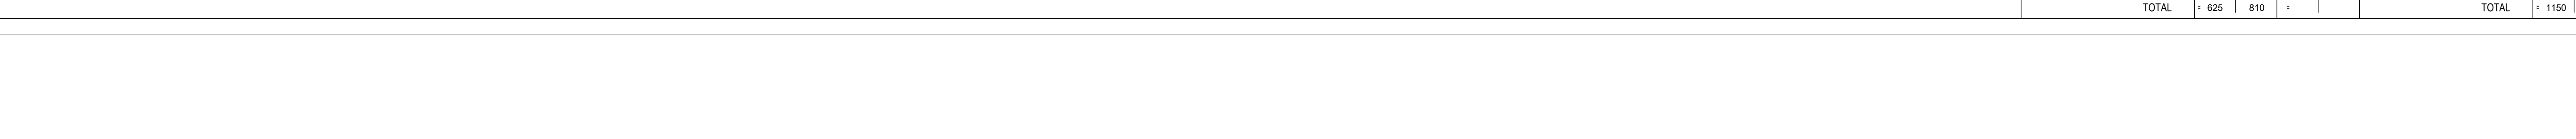 TOTAL = 625 810 = TOTAL = 1150